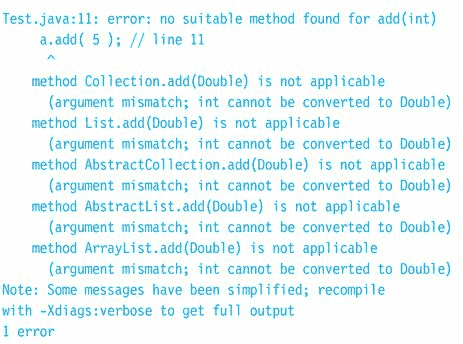 Test.java:11: error: no suitable method found for add(int)
a.add( 5 ); // line 11
^
method Collection.add(Double) is not applicable
(argument mismatch; int cannot be converted to Double)
method List.add(Double) is not applicable
(argument mismatch; int cannot be converted to Double)
method AbstractCollection.add(Double) is not applicable
(argument mismatch; int cannot be converted to Double)
method AbstractList.add(Double) is not applicable
(argument mismatch; int cannot be converted to Double)
method ArrayList.add(Double) is not applicable
(argument mismatch; int cannot be converted to Double)
Note: Some messages have been simplified; recompile
with -Xdiags:verbose to get full output
1 error